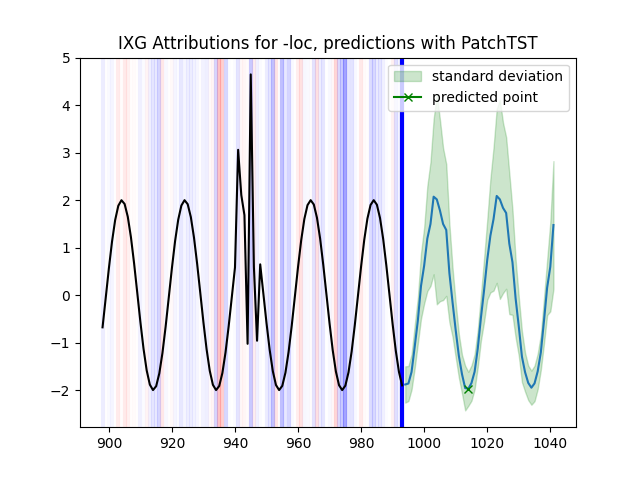 IXG Attributions for -loc, predictions with PatchTST
5
4
3
2
1
0
−1
−2
standard deviation
predicted point
900 920 940 960 980 1000 1020 1040